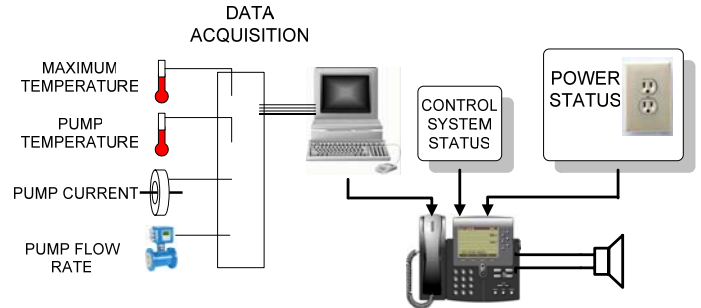 DATA
ACQUISITION
MAXIMUM
TEMPERATURE
PUMP
TEMPERATURE
PUMP CURRENT
PUMP FLOW
RATE
CONTROL
SYSTEM
STATUS
POWER
STATUS